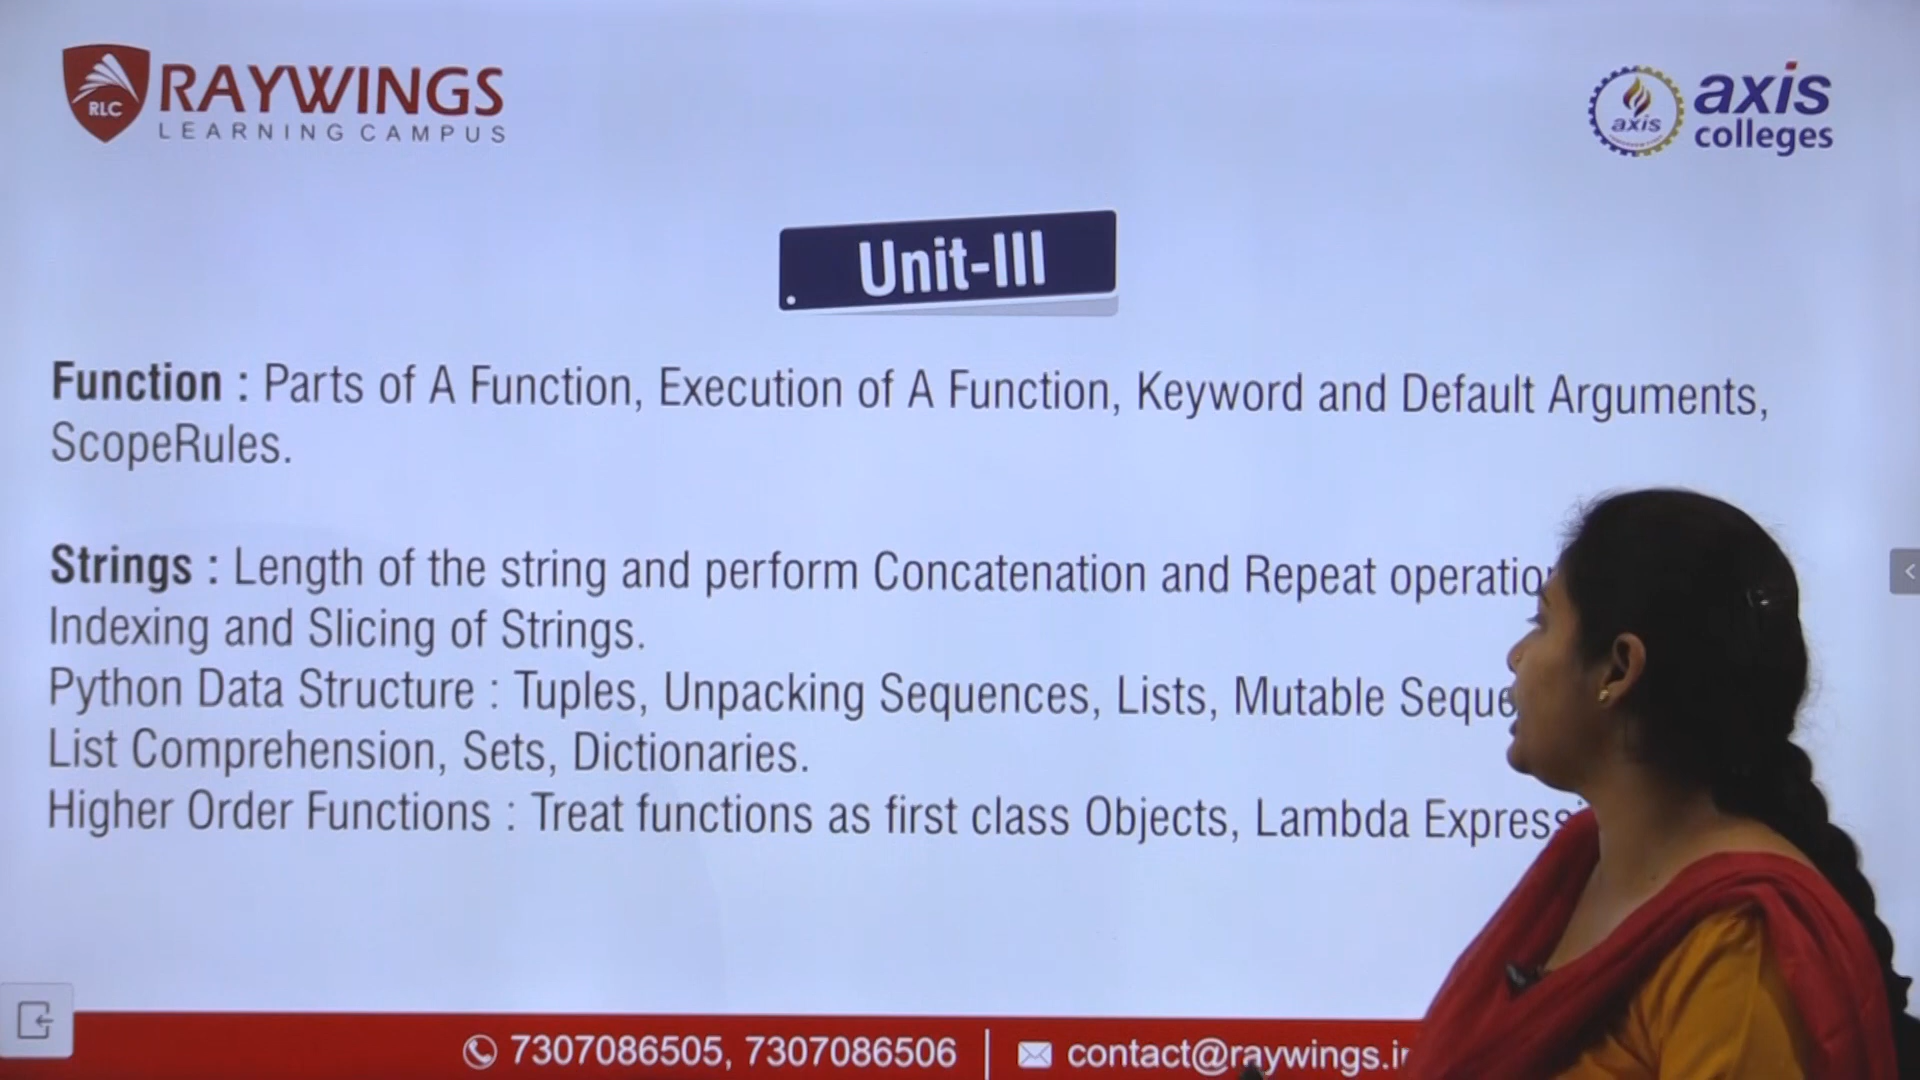 RLC
RAYWINGS
LEARNING CAMPUS
axis
axis
colleges
Unit-III
Function : Parts of A Function, Execution of A Function, Keyword and Default Arguments,
ScopeRules.
Strings : Length of the string and perform Concatenation and Repeat
Indexing and Slicing of Strings.
Python Data Structure : Tuples, Unpacking Sequences, Lists, Mutable
List Comprehension, Sets, Dictionaries.
Higher Order Functions : Treat functions as first class Objects, Lambda
7307086505, 7307086506 | contact@raywings.in